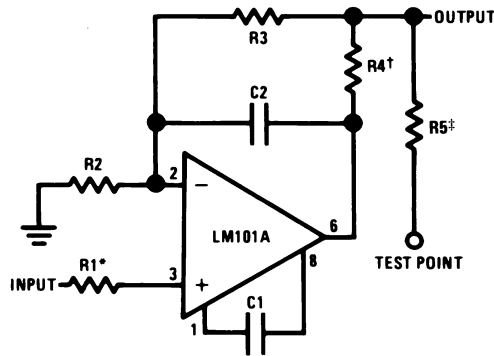 R3
OUTPUT
R4†
C2
R5‡
R2
2
−
LM101A
6
8
TEST POINT
INPUT
R1*
3
+
1
C1